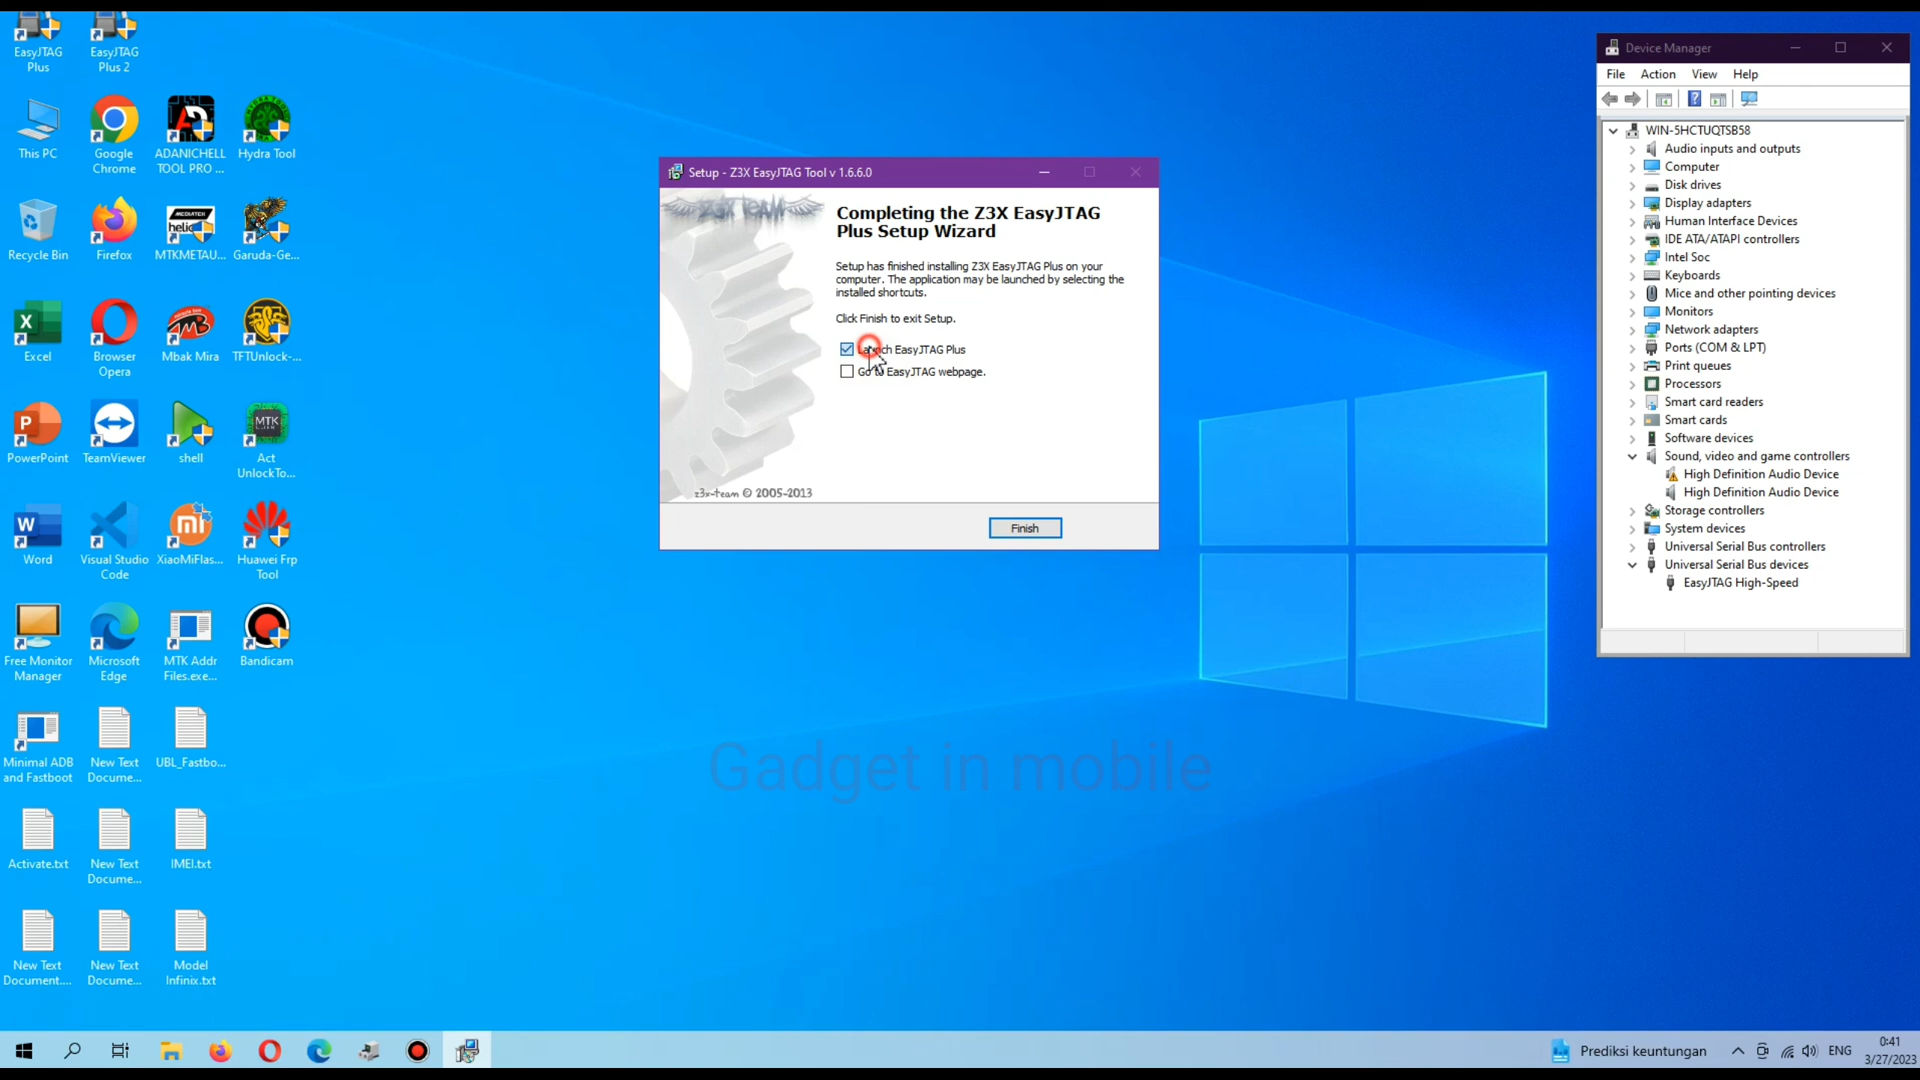 EasyJTAG
Plus
EasyJTAG
Plus 2
This PC
Google
Chrome
ADANICHELL
TOOL PRO ...
Hydra Tool
Recycle Bin
Firefox
MTKMETAU...
Garuda-Ge...
Excel
Browser
Opera
Mbak Mira
TFTUnlock-...
PowerPoint
TeamViewer
shell
Act
UnlockTo...
Word
Visual Studio
Code
XiaoMiFlas...
Huawei Frp
Tool
Free Monitor
Manager
Microsoft
Edge
MTK Addr
Files.exe...
Bandicam
Minimal ADB
and Fastboot
New Text
Docume...
UBL_Fastbo...
Activate.txt
New Text
Docume...
IMEI.txt
New Text
Document....
New Text
Docume...
Model
Infinix.txt
Setup - Z3X EasyJTAG Tool v 1.6.6.0
Z3X TEAM
Completing the Z3X EasyJTAG
Plus Setup Wizard
Setup has finished installing Z3X EasyJTAG Plus on your
computer. The application may be launched by selecting the
installed shortcuts.
Click Finish to exit Setup.
Launch EasyJTAG Plus
Go to EasyJTAG webpage.
z3x-team © 2005-2013
Finish
Gadget in mobile
Device Manager
File Action View Help
WIN-5HCTUQTSB58
Audio inputs and outputs
Computer
Disk drives
Display adapters
Human Interface Devices
IDE ATA/ATAPI controllers
Intel Soc
Keyboards
Mice and other pointing devices
Monitors
Network adapters
Ports (COM & LPT)
Print queues
Processors
Smart card readers
Smart cards
Software devices
Sound, video and game controllers
High Definition Audio Device
High Definition Audio Device
Storage controllers
System devices
Universal Serial Bus controllers
Universal Serial Bus devices
EasyJTAG High-Speed
Prediksi keuntungan
ENG
0:41
3/27/2023